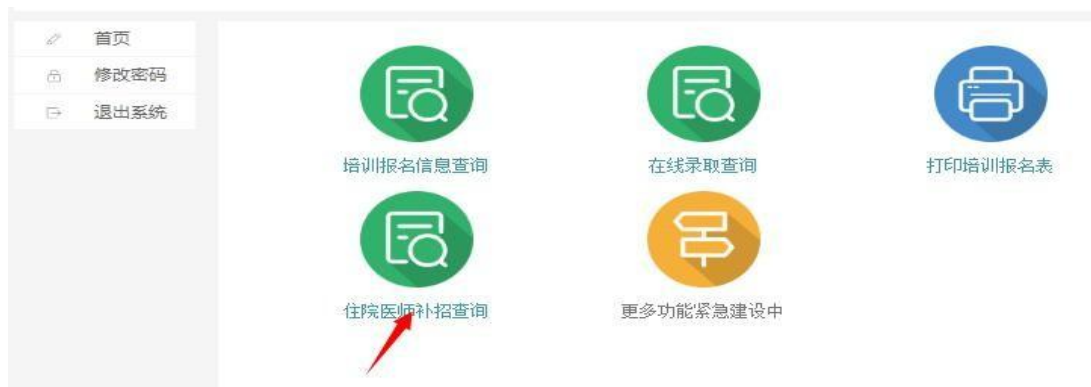 首页
修改密码
退出系统
培训报名信息查询
在线录取查询
打印培训报名表
住院医师补招查询
更多功能紧急建设中